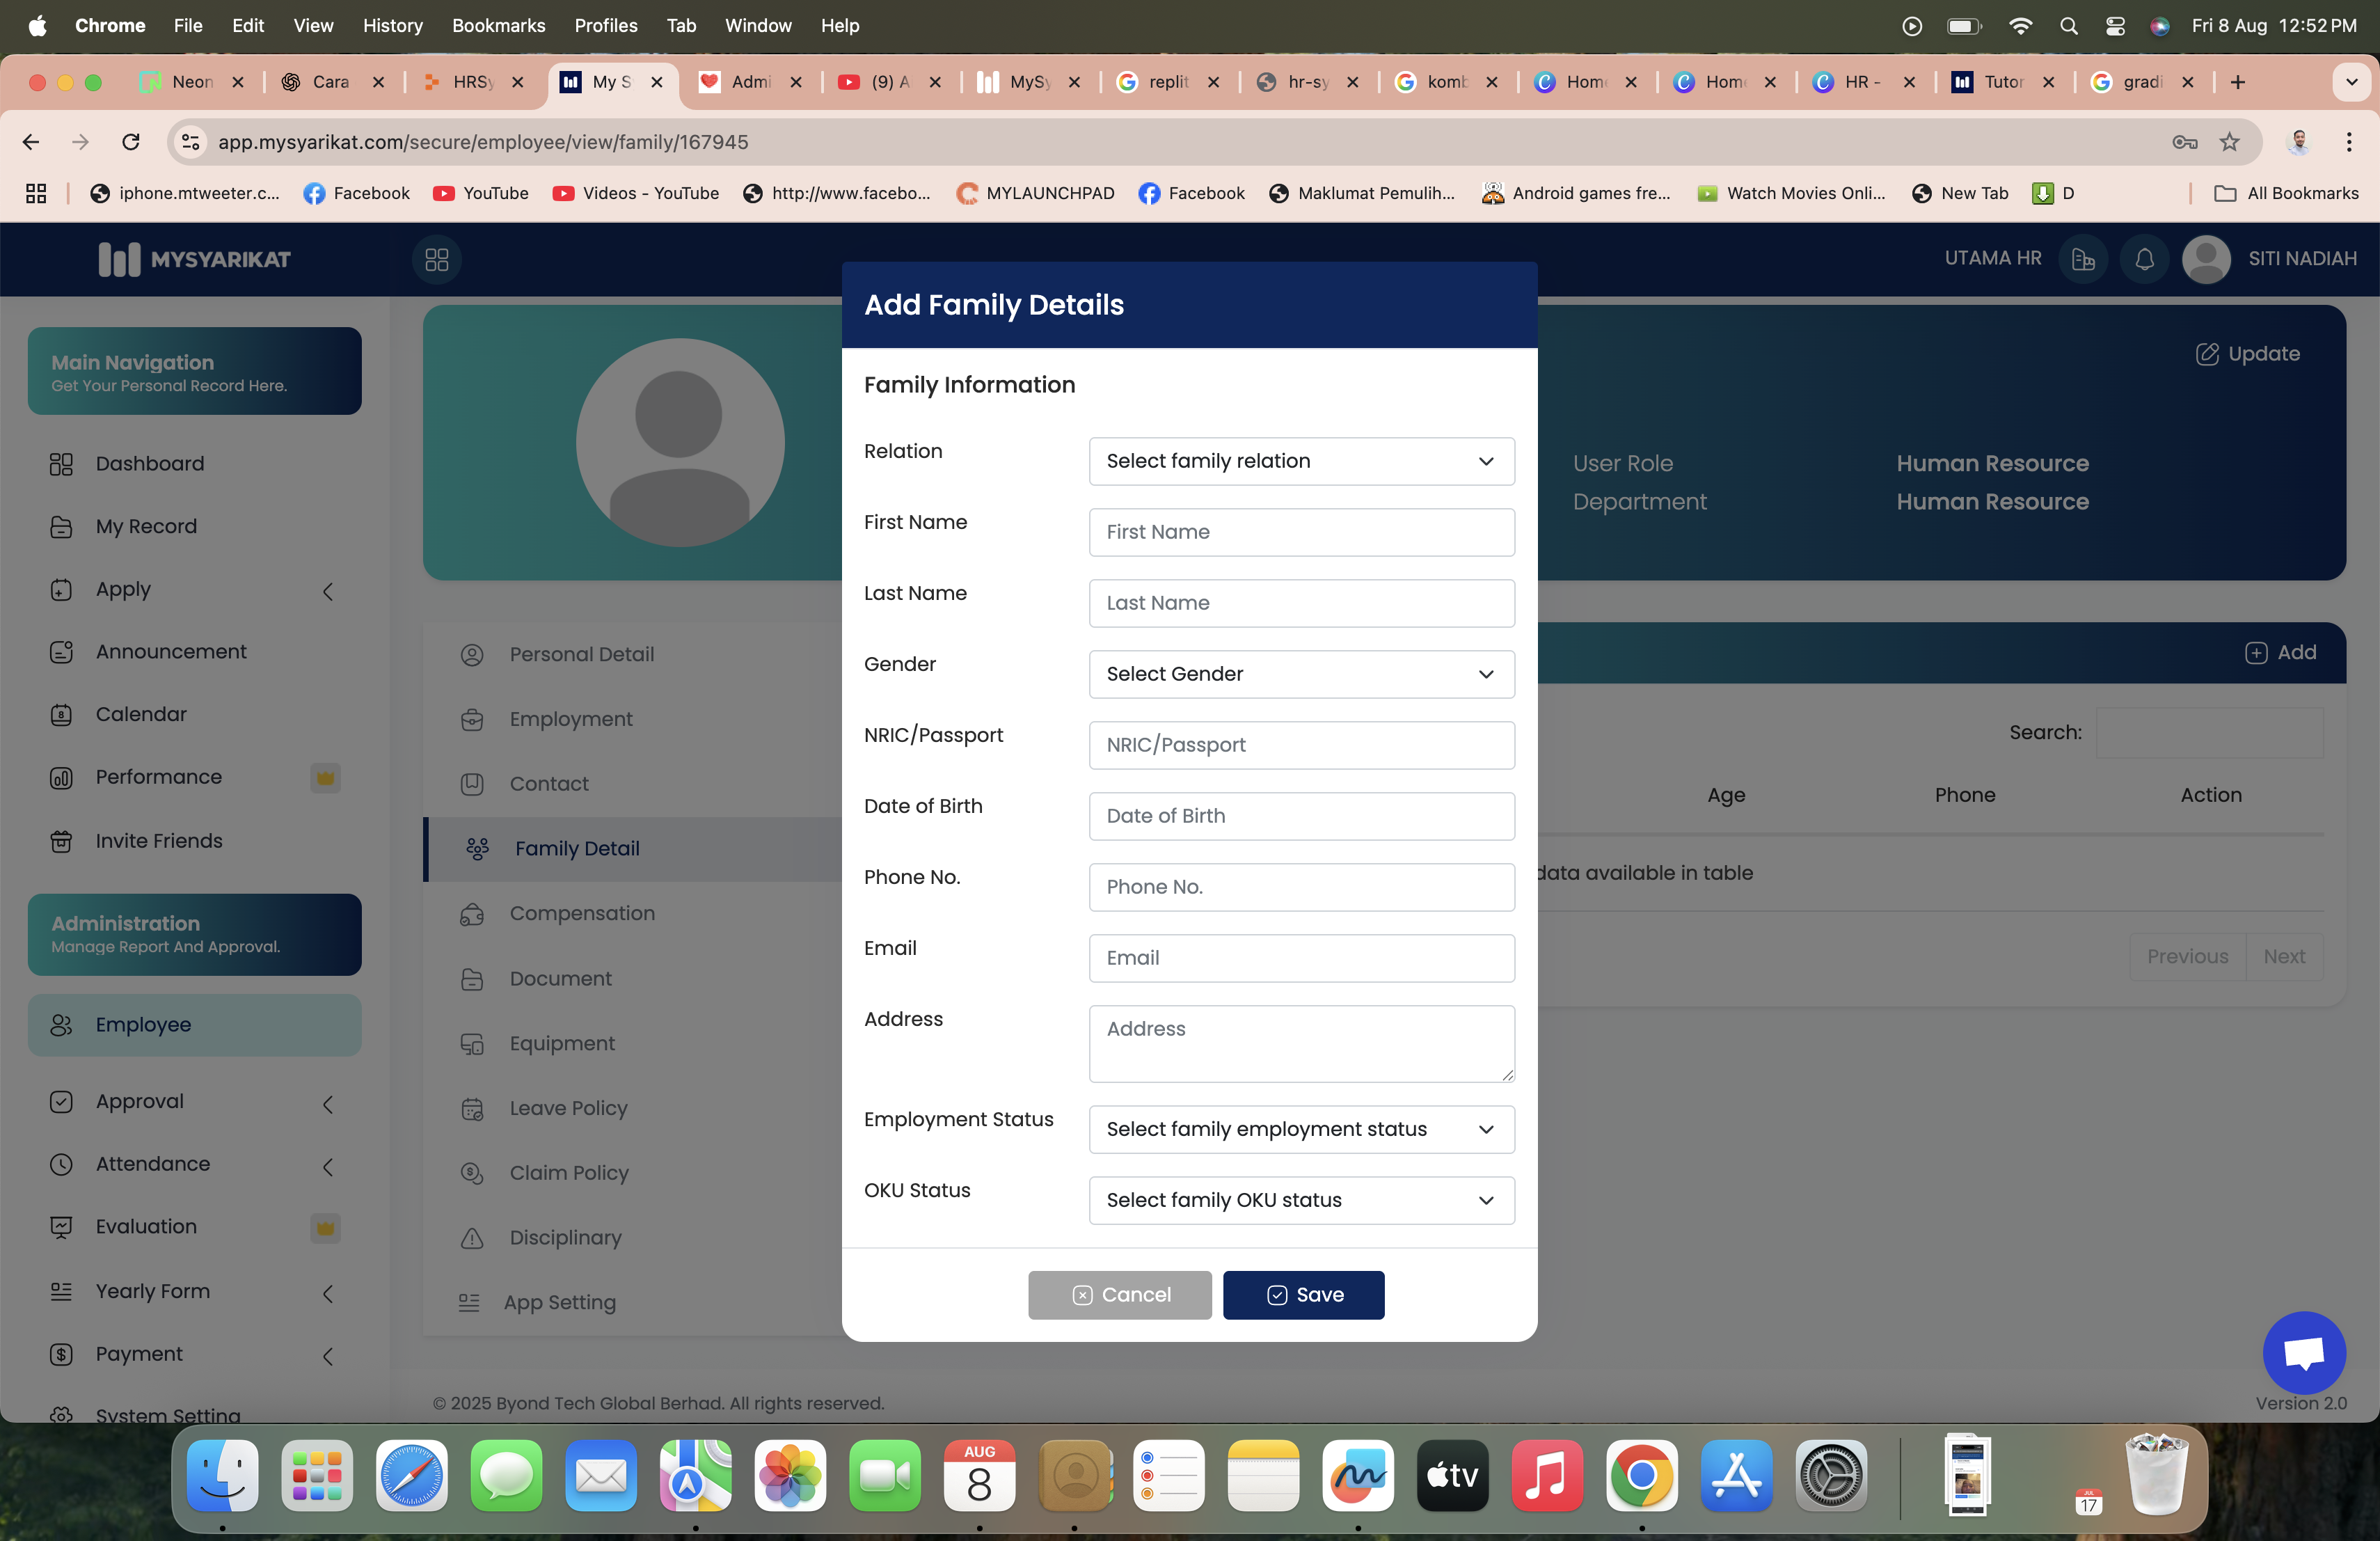 Chrome File Edit View History Bookmarks Profiles Tab Window Help
Fri 8 Aug 12:52 PM
Neon
Cara
HRSy
My S
Admi
(9) A
MySy
replit
hr-sy
komb
Home
Home
HR -
Tutor
gradi
app.mysyarikat.com/secure/employee/view/family/167945
iphone.mtweeter.c...
Facebook
YouTube
Videos - YouTube
http://www.facebo...
MYLAUNCHPAD
Facebook
Maklumat Pemulih...
Android games fre...
Watch Movies Onli...
New Tab
D
All Bookmarks
MYSYARIKAT
UTAMA HR
SITI NADIAH
Main Navigation
Get Your Personal Record Here.
Dashboard
My Record
Apply
Announcement
Calendar
8
Performance
Invite Friends
Administration
Manage Report And Approval.
Employee
Approval
Attendance
Evaluation
Yearly Form
Payment
System Setting
Update
User Role
Human Resource
Department
Human Resource
Personal Detail
Employment
Contact
Family Detail
Compensation
Document
Equipment
Leave Policy
Claim Policy
Disciplinary
App Setting
Add
Search:
Age
Phone
Action
data available in table
Previous
Next
Add Family Details
Family Information
Relation
Select family relation
First Name
First Name
Last Name
Last Name
Gender
Select Gender
NRIC/Passport
NRIC/Passport
Date of Birth
Date of Birth
Phone No.
Phone No.
Email
Email
Address
Address
Employment Status
Select family employment status
OKU Status
Select family OKU status
Cancel
Save
© 2025 Byond Tech Global Berhad. All rights reserved.
Version 2.0
AUG
8
tv
JUL
17